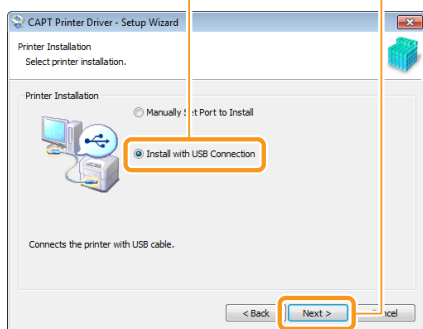 CAPT Printer Driver - Setup Wizard
Printer Installation
Select printer installation.
Printer Installation
Manually Set Port to Install
Install with USB Connection
Connects the printer with USB cable.
< Back
Next >
Cancel